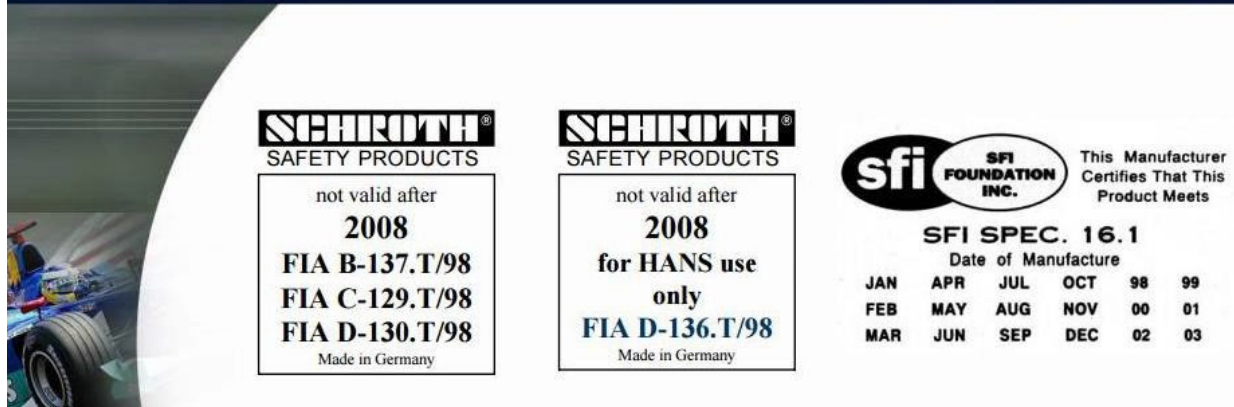 SCHROTH®
SAFETY PRODUCTS
not valid after
2008
FIA B-137.T/98
FIA C-129.T/98
FIA D-130.T/98
Made in Germany
SCHROTH®
SAFETY PRODUCTS
not valid after
2008
for HANS use
only
FIA D-136.T/98
Made in Germany
sfi
SFI
FOUNDATION
INC.
This Manufacturer
Certifies That This
Product Meets
SFI SPEC. 16.1
Date of Manufacture
JAN APR JUL OCT 98 99
FEB MAY AUG NOV 00 01
MAR JUN SEP DEC 02 03